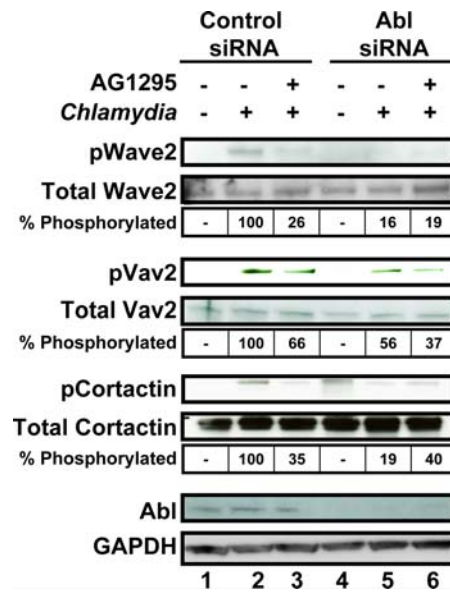 Control Abl
siRNA siRNA
AG1295 - - + - - +
Chlamydia - + + - + +
pWave2
Total Wave2
% Phosphorylated - 100 26 - 16 19
pVav2
Total Vav2
% Phosphorylated - 100 66 - 56 37
pCortactin
Total Cortactin
% Phosphorylated - 100 35 - 19 40
Abl
GAPDH
1 2 3 4 5 6